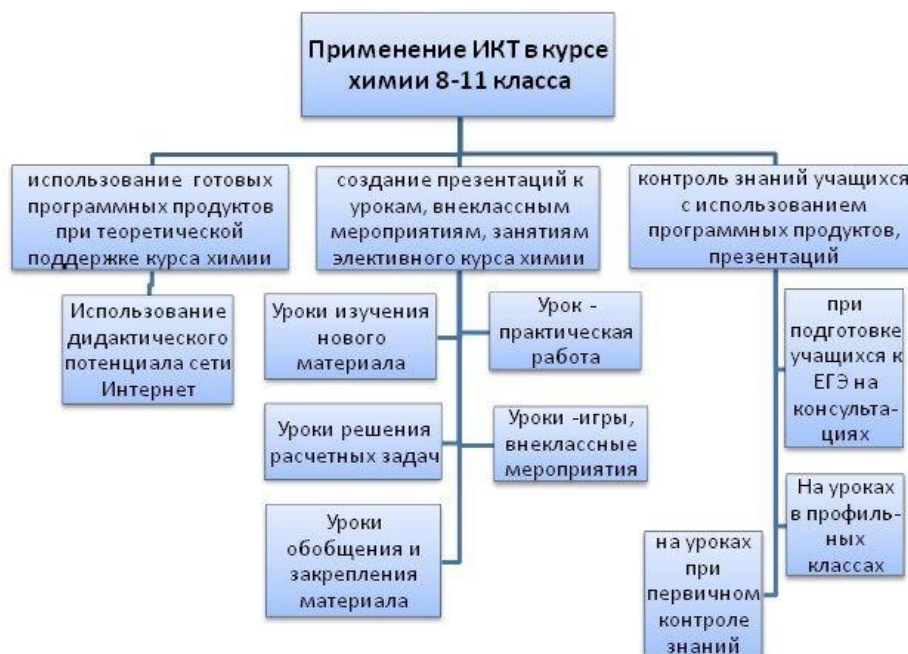 Применение ИКТ в курсе
химии 8-11 класса
использование готовых
программных продуктов
при теоретической
поддержке курса химии
Использование
дидактического
потенциала сети
Интернет
создание презентаций к
урокам, внеклассным
мероприятиям, занятиям
элективного курса химии
Уроки изучения
нового
материала
Урок -
практическая
работа
Уроки решения
расчетных задач
Уроки -игры,
внеклассные
мероприятия
Уроки
обобщения и
закрепления
материала
контроль знаний учащихся
с использованием
программных продуктов,
презентаций
при
подготовке
учащихся к
ЕГЭ на
консульта-
циях
На уроках
в профиль-
ных
классах
на уроках
при
первичном
контроле
знаний